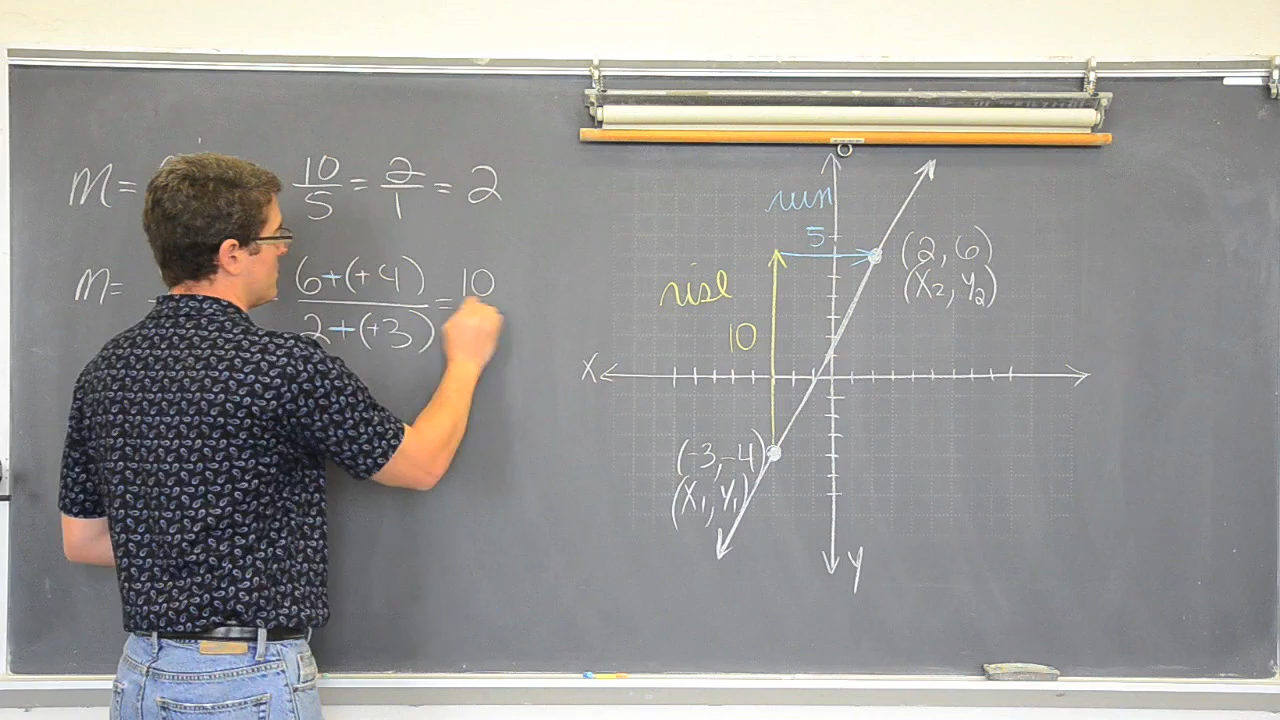 m = 10/5 = 2/1 = 2
m = 6+(+4)/2+(+3) = 10
run
5
(2, 6)
(X₂, Y₂)
rise
10
X
(-3, -4)
(X₁, Y₁)
Y